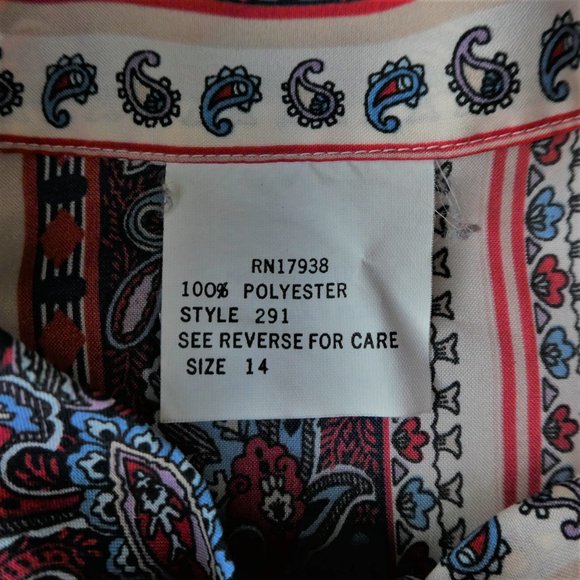 RN17938
100% POLYESTER
STYLE 291
SEE REVERSE FOR CARE
SIZE 14